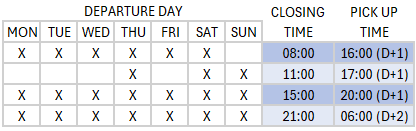 DEPARTURE DAY CLOSING PICK UP
MON TUE WED THU FRI SAT SUN TIME TIME
X X X X X X 08:00 16:00 (D+1)
X X X 11:00 17:00 (D+1)
X X X X X X 15:00 20:00 (D+1)
X X X X X X 21:00 06:00 (D+2)